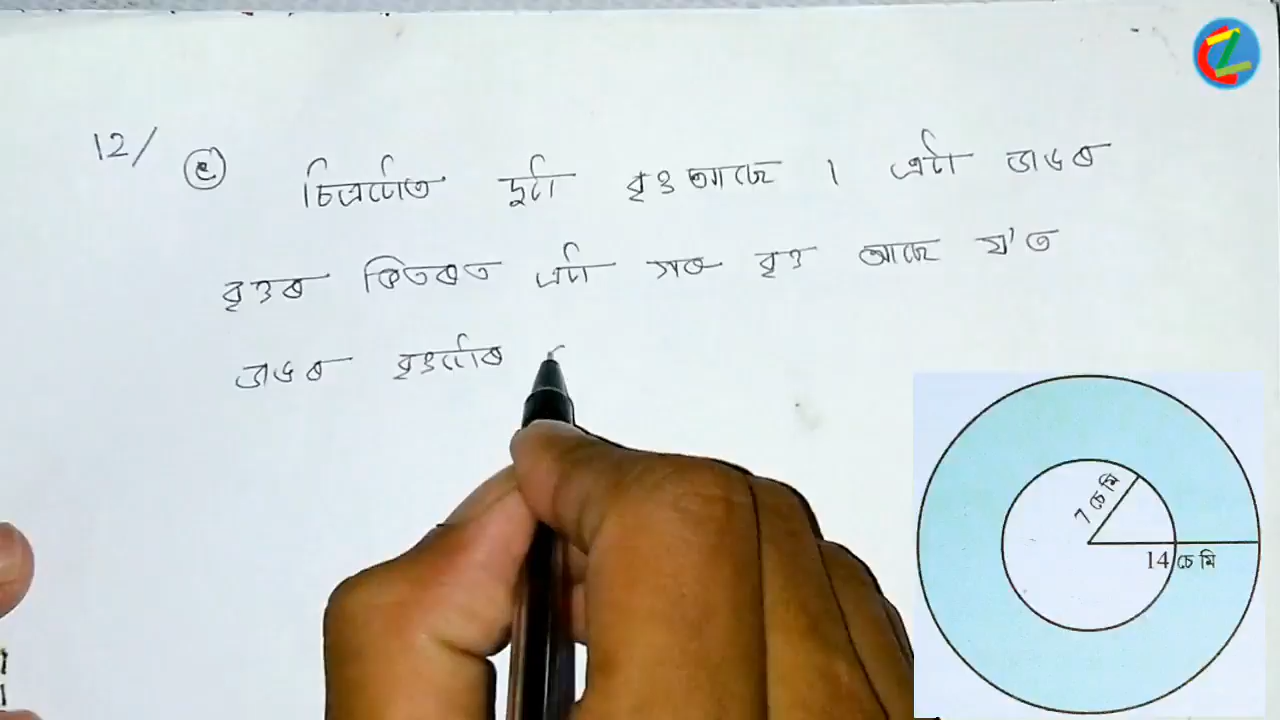 12/ (e) চিত্ৰটোত দুটা বৃত্ত আছে । এটা ডাঙৰ
বৃত্তৰ ভিতৰত এটা সৰু বৃত্ত আছে য'ত
ডাঙৰ বৃত্তটোৰ
7 চে মি
14 চে মি